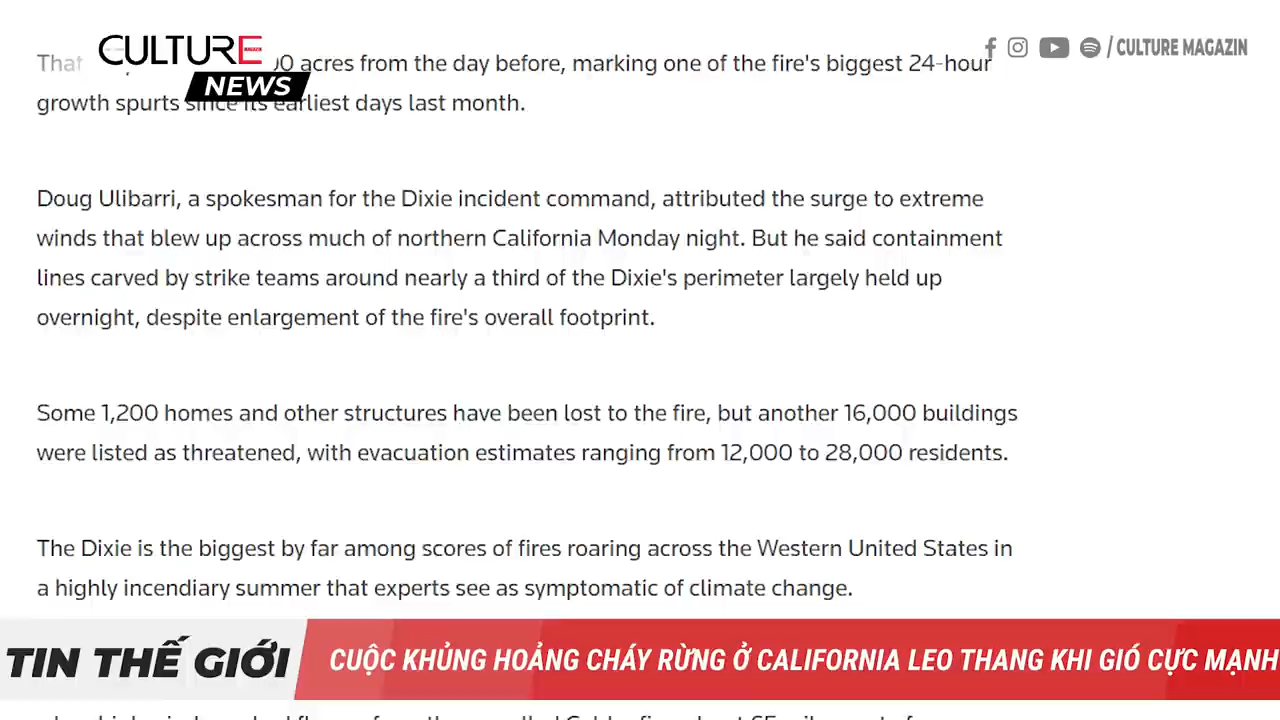 CULTURE
NEWS
/ CULTURE MAGAZIN
That 00 acres from the day before, marking one of the fire's biggest 24-hour
growth spurts since its earliest days last month.
Doug Ulibarri, a spokesman for the Dixie incident command, attributed the surge to extreme
winds that blew up across much of northern California Monday night. But he said containment
lines carved by strike teams around nearly a third of the Dixie's perimeter largely held up
overnight, despite enlargement of the fire's overall footprint.
Some 1,200 homes and other structures have been lost to the fire, but another 16,000 buildings
were listed as threatened, with evacuation estimates ranging from 12,000 to 28,000 residents.
The Dixie is the biggest by far among scores of fires roaring across the Western United States in
a highly incendiary summer that experts see as symptomatic of climate change.
TIN THẾ GIỚI
CUỘC KHỦNG HOẢNG CHÁY RỪNG Ở CALIFORNIA LEO THANG KHI GIÓ CỰC MẠNH